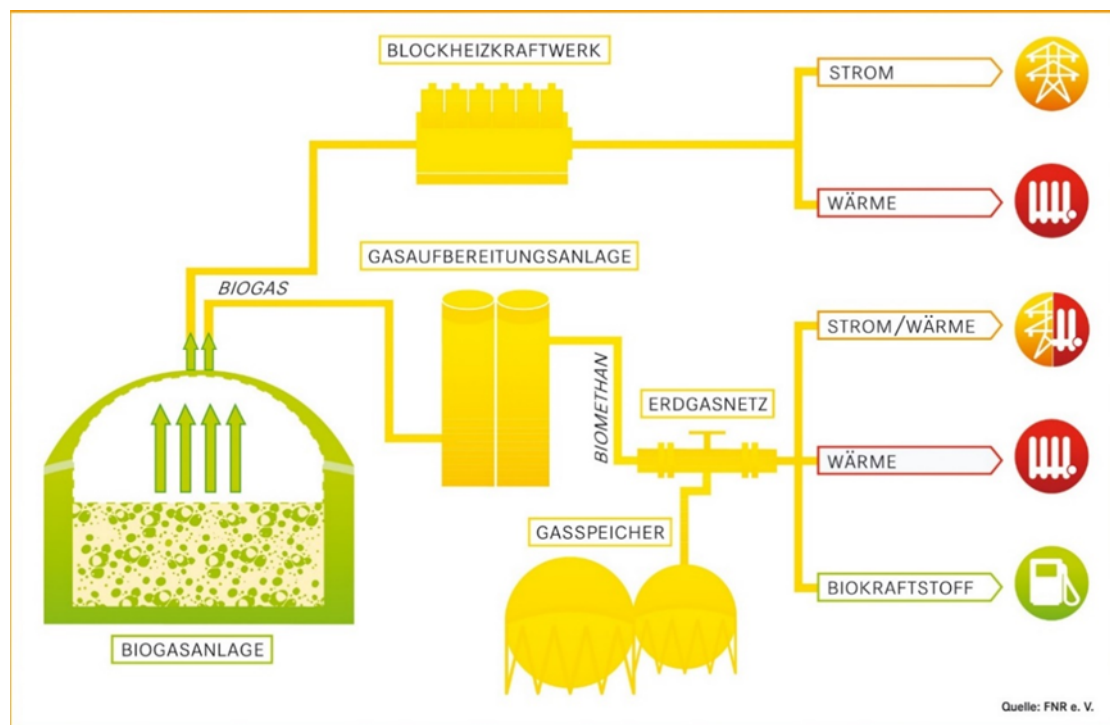 BLOCKHEIZKRAFTWERK
STROM
WÄRME
GASAUFBEREITUNGSANLAGE
BIOGAS
STROM/WÄRME
BIOMETHAN
ERDGASNETZ
WÄRME
GASSPEICHER
BIOKRAFTSTOFF
BIOGASANLAGE
Quelle: FNR e. V.